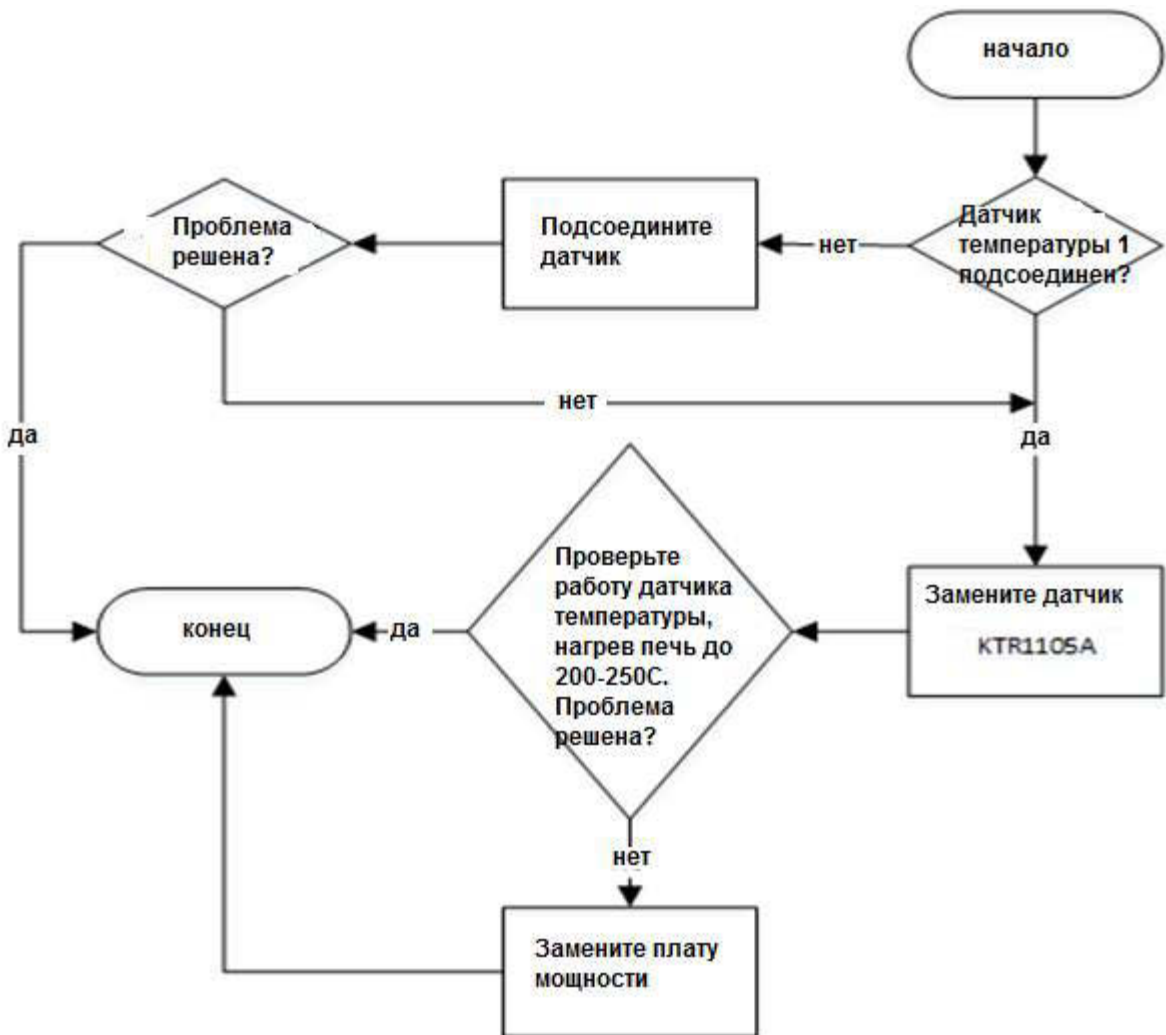 начало
Датчик
температуры 1
подсоединен?
нет
Подсоедините
датчик
Проблема
решена?
нет
да
да
Замените датчик
KTR1105A
Проверьте
работу датчика
температуры,
нагрев печь до
200-250С.
Проблема
решена?
да
конец
нет
Замените плату
мощности